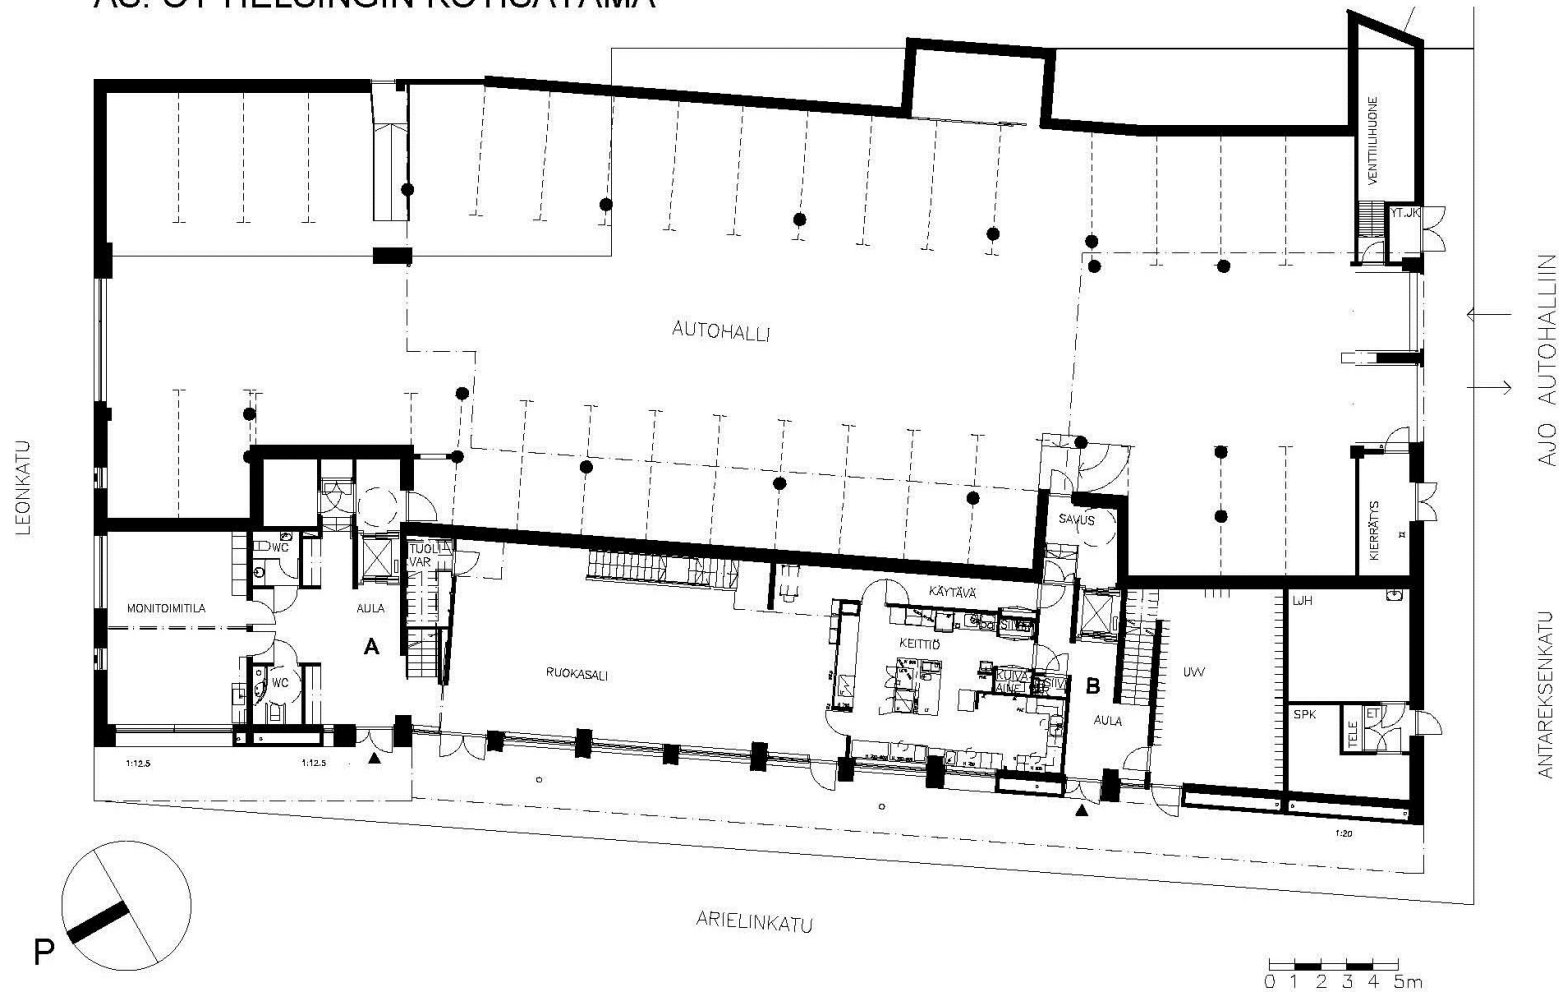 AS. OY HELSINGIN KOTISATAMA
VENTTIILIHUONE
YT.JK
AUTOHALLI
AJO AUTOHALLIIN
LEONKATU
SAVUS
KIERRÄTYS
WC
TUOLI
VAR
MONITOIMITILA
AULA
A
KÄYTÄVÄ
KEITTIÖ
RUOKASALI
WC
KUIVA-
AINE
SIIV
B
AULA
UVV
LJH
SPK
TELE
ET
ANTAREKSENKATU
1:12.5
1:12.5
1:20
ARIELINKATU
P
0 1 2 3 4 5m